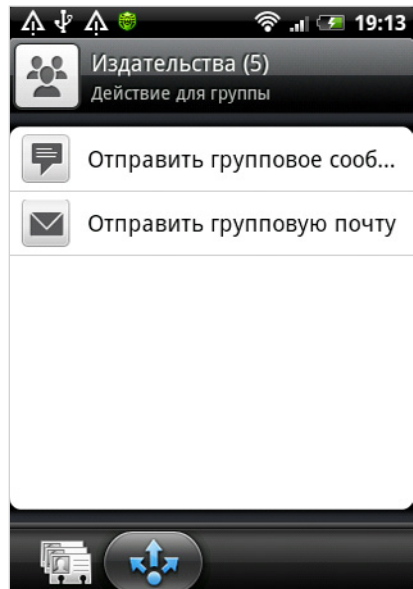 19:13
Издательства (5)
Действие для группы
Отправить групповое сооб...
Отправить групповую почту